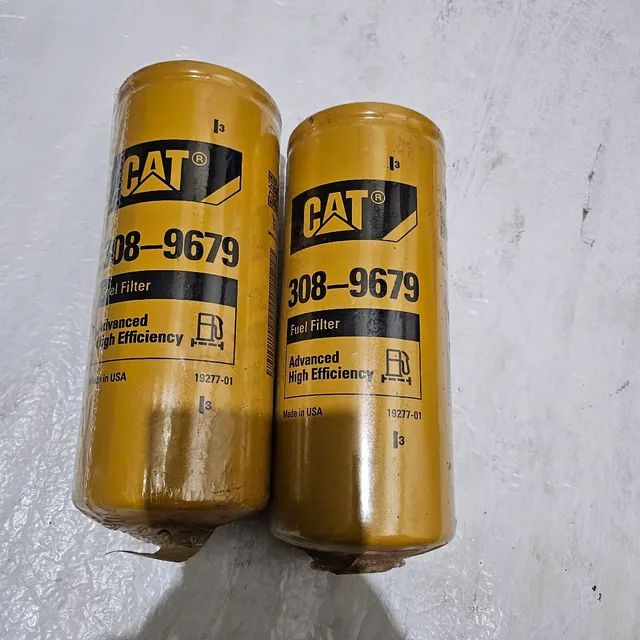 3
CAT®
308-9679
Fuel Filter
Advanced
High Efficiency
Made in USA
19277-01
3
3
CAT®
308-9679
Fuel Filter
Advanced
High Efficiency
Made in USA
19277-01
3